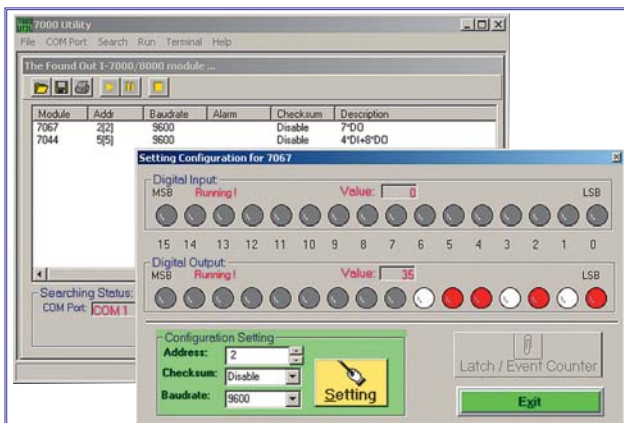 7000 Utility
File COM Port Search Run Terminal Help
The Found Out I-7000/8000 module ...
Module Addr Baudrate Alarm Checksum Description
7067 2[2] 9600 Disable 7*DO
7044 5[5] 9600 Disable 4*DI+8*DO
Setting Configuration for 7067
Digital Input:
MSB Running! Value: 0 LSB
15 14 13 12 11 10 9 8 7 6 5 4 3 2 1 0
Digital Output:
MSB Running! Value: 35 LSB
Searching Status:
COM Port: COM 1
Configuration Setting
Address: 2
Checksum: Disable
Baudrate: 9600
Setting
Latch / Event Counter
Exit